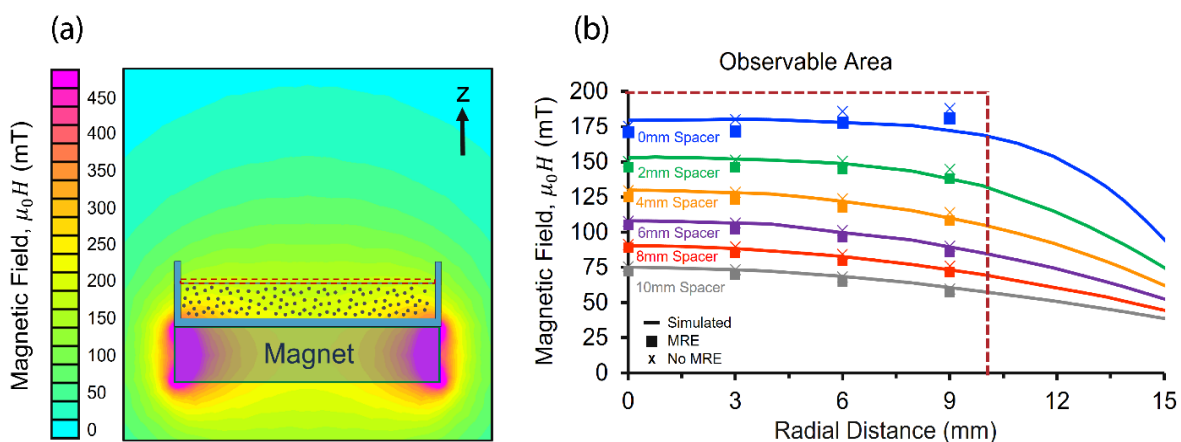 (a)
Magnetic Field, μ₀H (mT)
450
400
350
300
250
200
150
100
50
0
Z
Magnet
(b)
Observable Area
Magnetic Field, μ₀H (mT)
200
175
150
125
100
75
50
25
0
0mm Spacer
2mm Spacer
4mm Spacer
6mm Spacer
8mm Spacer
10mm Spacer
Simulated
MRE
No MRE
0 3 6 9 12 15
Radial Distance (mm)